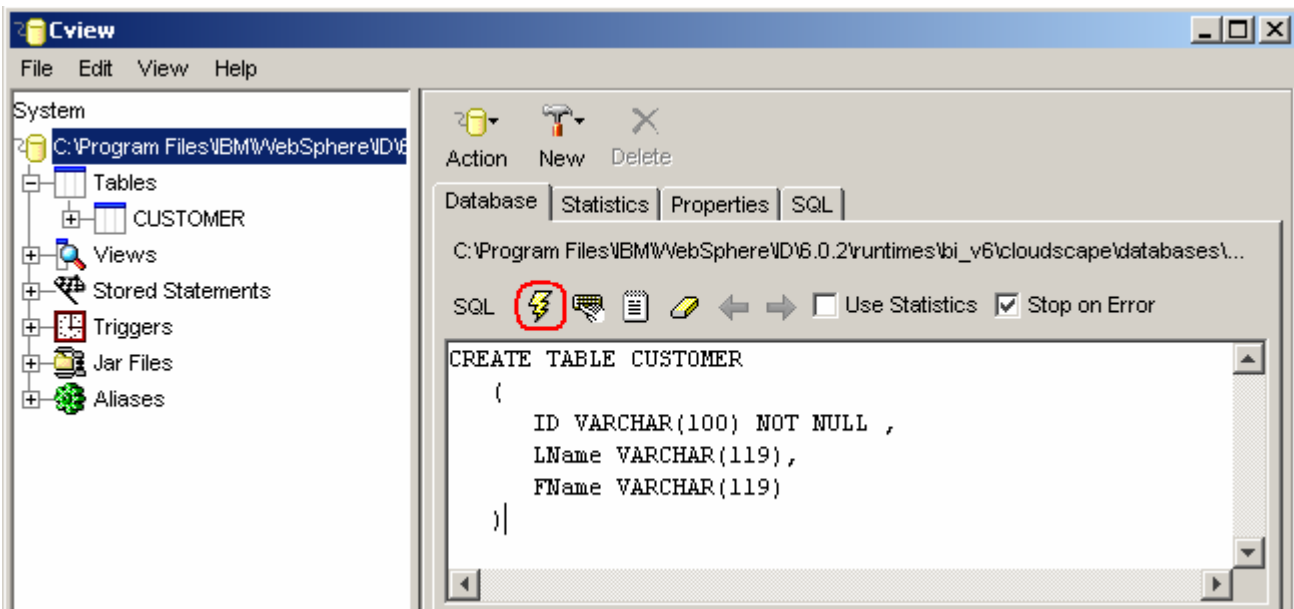 Cview
File Edit View Help
System
C:\Program Files\IBM\WebSphere\ID\6
Tables
CUSTOMER
Views
Stored Statements
Triggers
Jar Files
Aliases
Action New Delete
Database Statistics Properties SQL
C:\Program Files\IBM\WebSphere\ID\6.0.2\runtimes\bi_v6\cloudscape\databases\...
SQL Use Statistics Stop on Error
CREATE TABLE CUSTOMER
(
ID VARCHAR(100) NOT NULL ,
LName VARCHAR(119),
FName VARCHAR(119)
)